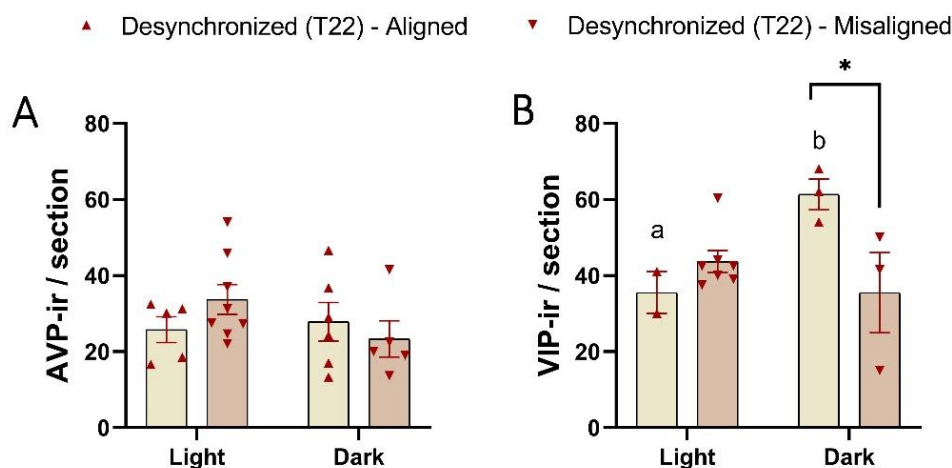 Desynchronized (T22) - Aligned
Desynchronized (T22) - Misaligned
A
AVP-ir / section
80
60
40
20
0
Light
Dark
B
VIP-ir / section
80
60
40
20
0
a
b
*
Light
Dark